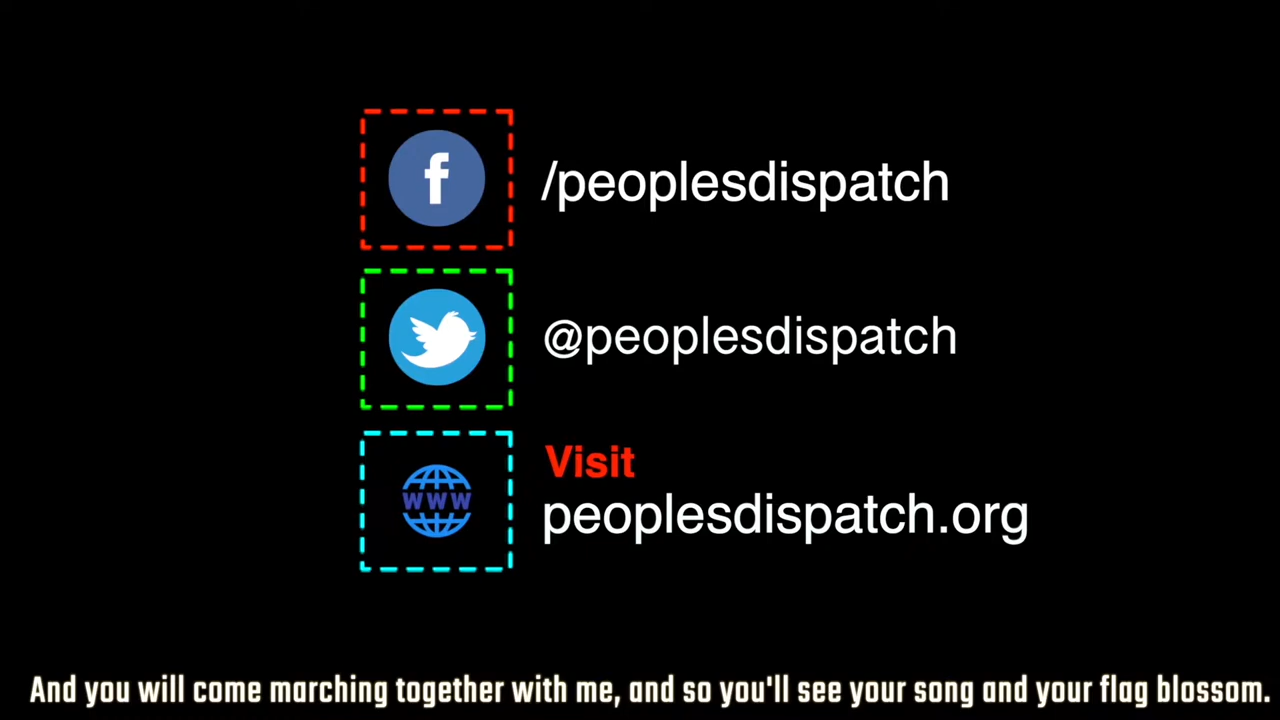 f
/peoplesdispatch
@peoplesdispatch
Visit
www
peoplesdispatch.org
And you will come marching together with me, and so you'll see your song and your flag blossom.